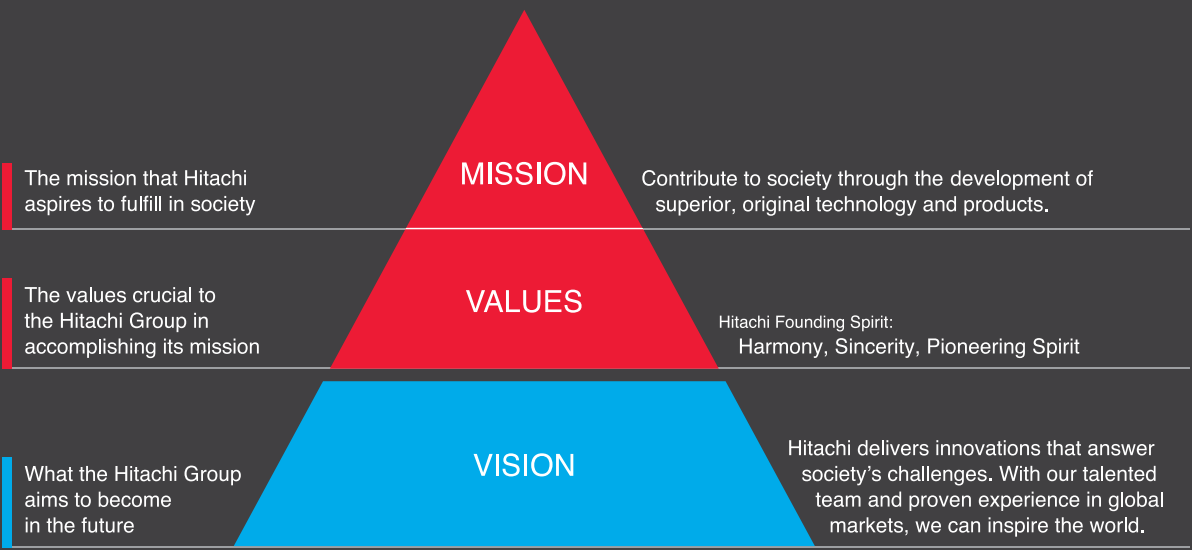 The mission that Hitachi
aspires to fulfill in society
MISSION
Contribute to society through the development of
superior, original technology and products.
The values crucial to
the Hitachi Group in
accomplishing its mission
VALUES
Hitachi Founding Spirit:
Harmony, Sincerity, Pioneering Spirit
What the Hitachi Group
aims to become
in the future
VISION
Hitachi delivers innovations that answer
society’s challenges. With our talented
team and proven experience in global
markets, we can inspire the world.